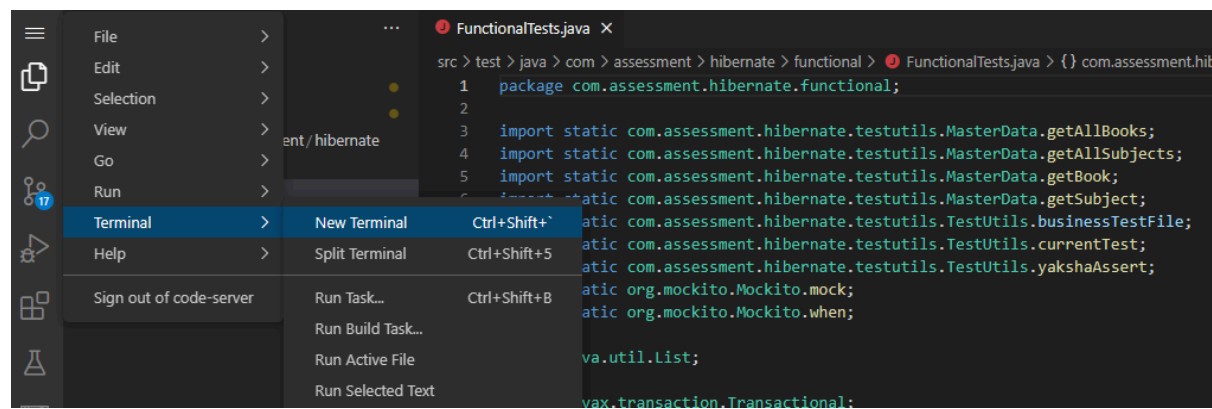 File
Edit
Selection
View
Go
Run
Terminal
Help
Sign out of code-server
17
New Terminal Ctrl+Shift+`
Split Terminal Ctrl+Shift+5
Run Task... Ctrl+Shift+B
Run Build Task...
Run Active File
Run Selected Text
ent/hibernate
...
J FunctionalTests.java ×
src > test > java > com > assessment > hibernate > functional > J FunctionalTests.java > {} com.assessment.hib
1 package com.assessment.hibernate.functional;
2
3 import static com.assessment.hibernate.testutils.MasterData.getAllBooks;
4 import static com.assessment.hibernate.testutils.MasterData.getAllSubjects;
5 import static com.assessment.hibernate.testutils.MasterData.getBook;
import static com.assessment.hibernate.testutils.MasterData.getSubject;
atic com.assessment.hibernate.testutils.TestUtils.businessTestFile;
atic com.assessment.hibernate.testutils.TestUtils.currentTest;
atic com.assessment.hibernate.testutils.TestUtils.yakshaAssert;
atic org.mockito.Mockito.mock;
atic org.mockito.Mockito.when;
va.util.List;
vax.transaction.Transactional;